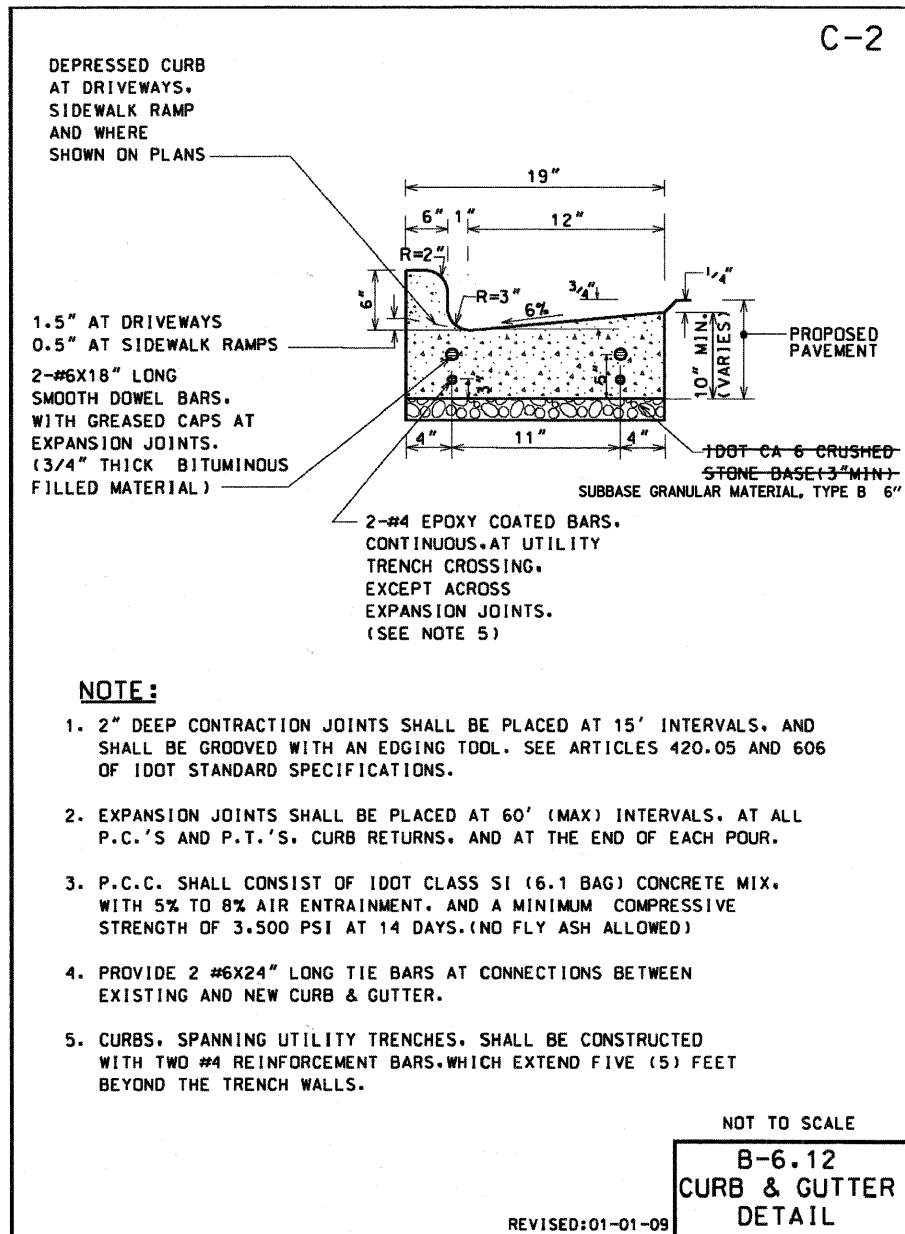 C-2
DEPRESSED CURB
AT DRIVEWAYS.
SIDEWALK RAMP
AND WHERE
SHOWN ON PLANS
19"
6" 1" 12"
R=2"
6"
R=3"
6%
3/4"
1/4"
1.5" AT DRIVEWAYS
0.5" AT SIDEWALK RAMPS
10" MIN.
(VARIES)
PROPOSED
PAVEMENT
2-#6X18" LONG
SMOOTH DOWEL BARS.
WITH GREASED CAPS AT
EXPANSION JOINTS.
(3/4" THICK BITUMINOUS
FILLED MATERIAL)
3"
4" 11" 4"
IDOT CA 6 CRUSHED
STONE BASE(3"MIN)
SUBBASE GRANULAR MATERIAL, TYPE B 6"
2-#4 EPOXY COATED BARS.
CONTINUOUS.AT UTILITY
TRENCH CROSSING.
EXCEPT ACROSS
EXPANSION JOINTS.
(SEE NOTE 5)
NOTE:
1. 2" DEEP CONTRACTION JOINTS SHALL BE PLACED AT 15' INTERVALS. AND
SHALL BE GROOVED WITH AN EDGING TOOL. SEE ARTICLES 420.05 AND 606
OF IDOT STANDARD SPECIFICATIONS.
2. EXPANSION JOINTS SHALL BE PLACED AT 60' (MAX) INTERVALS. AT ALL
P.C.'S AND P.T.'S. CURB RETURNS. AND AT THE END OF EACH POUR.
3. P.C.C. SHALL CONSIST OF IDOT CLASS SI (6.1 BAG) CONCRETE MIX.
WITH 5% TO 8% AIR ENTRAINMENT. AND A MINIMUM COMPRESSIVE
STRENGTH OF 3.500 PSI AT 14 DAYS.(NO FLY ASH ALLOWED)
4. PROVIDE 2 #6X24" LONG TIE BARS AT CONNECTIONS BETWEEN
EXISTING AND NEW CURB & GUTTER.
5. CURBS. SPANNING UTILITY TRENCHES. SHALL BE CONSTRUCTED
WITH TWO #4 REINFORCEMENT BARS.WHICH EXTEND FIVE (5) FEET
BEYOND THE TRENCH WALLS.
NOT TO SCALE
B-6.12
CURB & GUTTER
DETAIL
REVISED:01-01-09